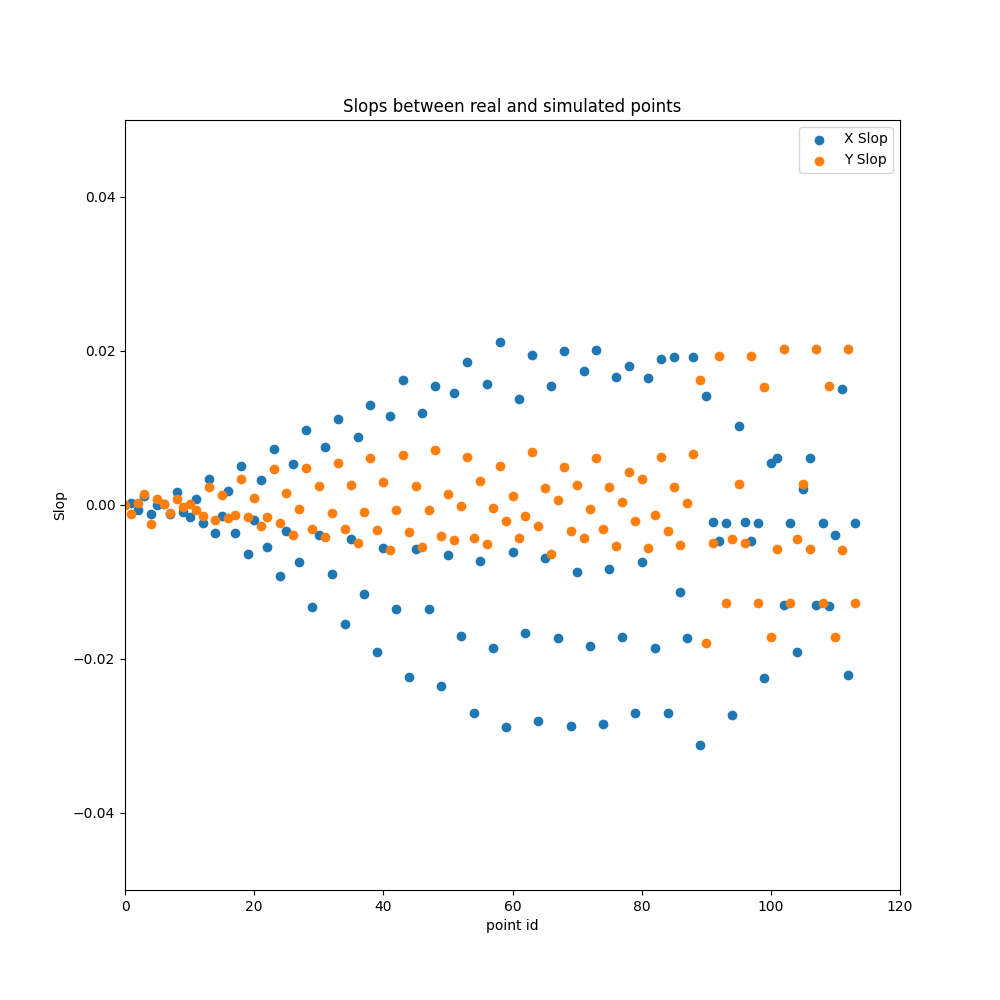 Slops between real and simulated points
X Slop
Y Slop
0.04
0.02
0.00
−0.02
−0.04
Slop
0 20 40 60 80 100 120
point id